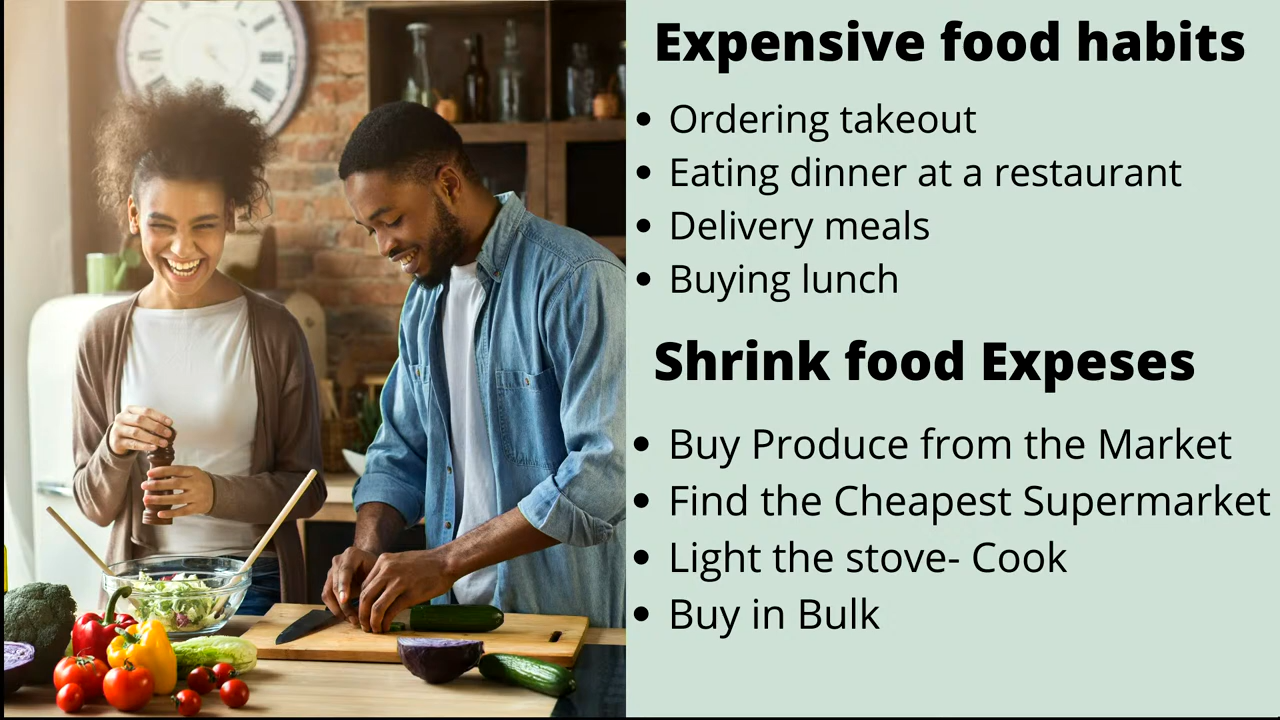 Expensive food habits
• Ordering takeout
• Eating dinner at a restaurant
• Delivery meals
• Buying lunch
Shrink food Expeses
• Buy Produce from the Market
• Find the Cheapest Supermarket
• Light the stove- Cook
• Buy in Bulk